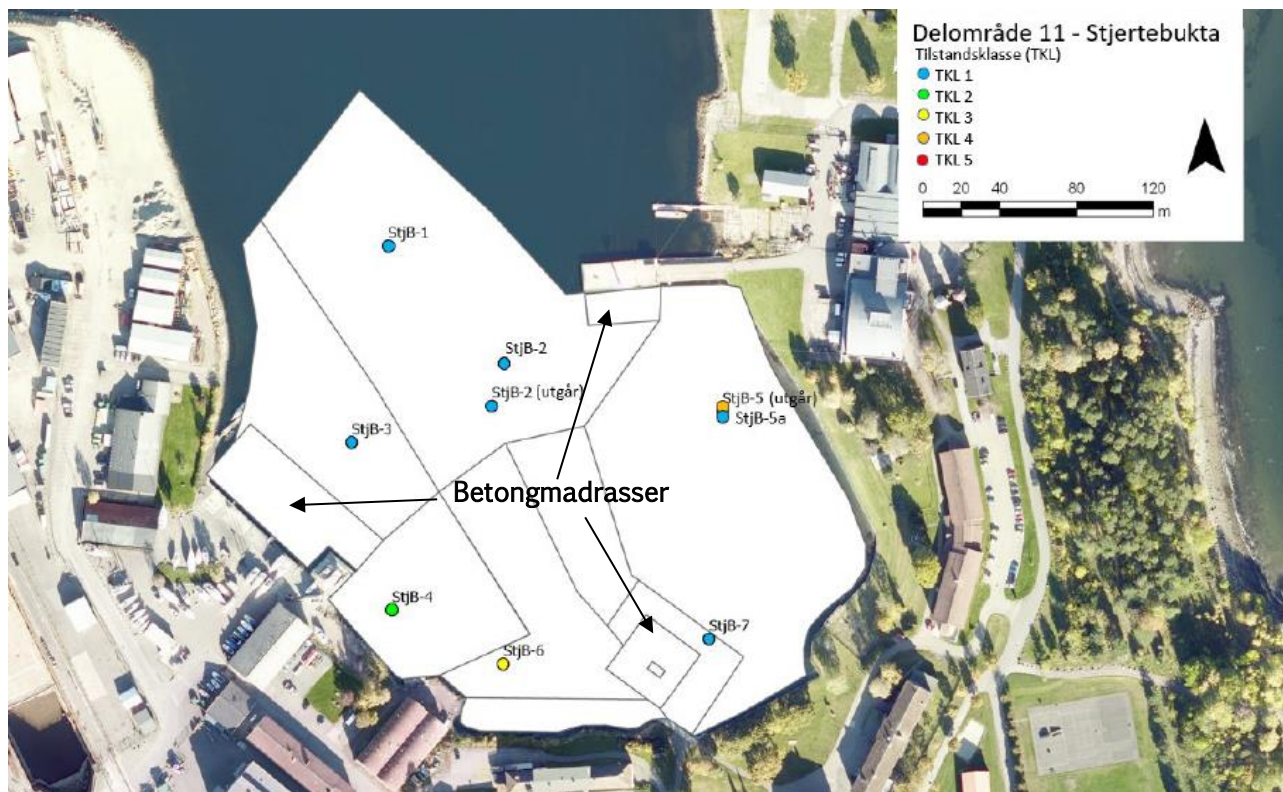 Delområde 11 - Stjertebukta
Tilstandsklasse (TKL)
TKL 1
TKL 2
TKL 3
TKL 4
TKL 5
0 20 40 80 120
m
StjB-1
StjB-2
StjB-2 (utgår)
StjB-5 (utgår)
StjB-5a
StjB-3
Betongmadrasser
StjB-4
StjB-7
StjB-6